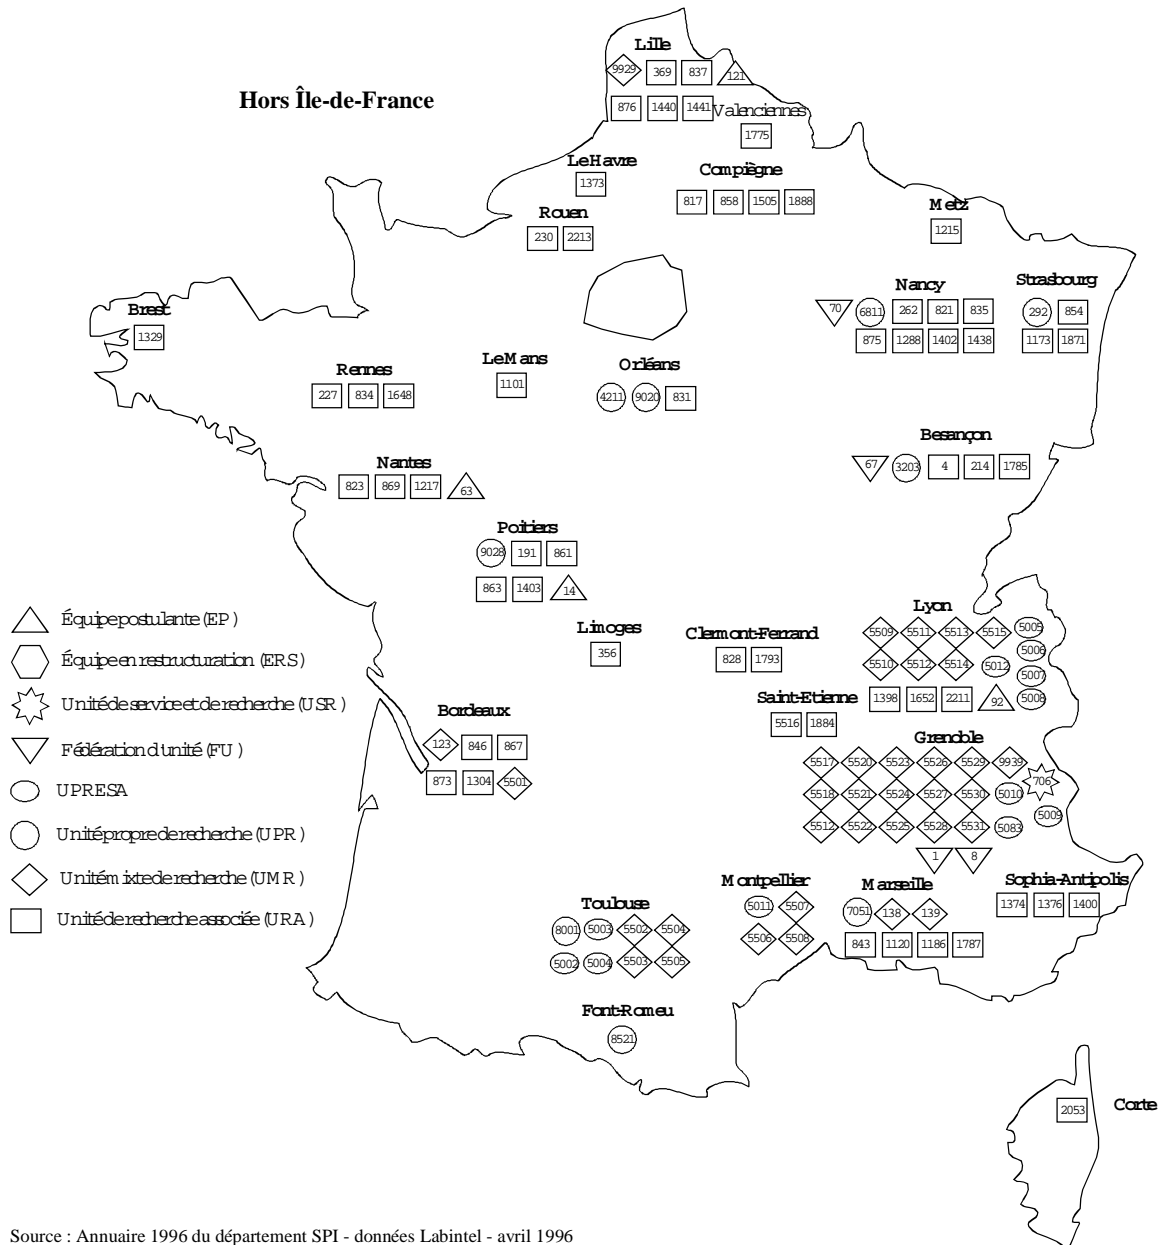 Hors Île-de-France
Lille
9929 369 837 121
876 1440 1441
Valenciennes
1775
Le Havre
1373
Compiègne
817 858 1505 1888
Rouen
230 2213
Metz
1215
Nancy
70 6811 262 821 835
875 1288 1402 1438
Strasbourg
292 854
1173 1871
Brest
1329
Rennes
227 834 1648
Le Mans
1101
Orléans
4211 9020 831
Besançon
67 3203 4 214 1785
Nantes
823 869 1217 63
Poitiers
9028 191 861
863 1403 14
Limoges
356
Clermont-Ferrand
828 1793
Lyon
5509 5511 5513 5515 5005
5006
5510 5512 5514 5012 5007
1398 1652 2211 92 5008
Saint-Etienne
5516 1884
Bordeaux
123 846 867
873 1304 5501
Grenoble
5517 5520 5523 5526 5529 9939
706
5518 5521 5524 5527 5530 5010
5009
5512 5522 5525 5528 5531 5083
1 8
Montpellier
5011 5507
5506 5508
Marseille
7051 138 139
843 1120 1186 1787
Sophia-Antipolis
1374 1376 1400
Toulouse
8001 5003 5502 5504
5002 5004 5503 5505
Font-Romeu
8521
Corte
2053
Équipe postulante (EP)
Équipe en restructuration (ERS)
Unité de service et de recherche (USR)
Fédération d'unité (FU)
UPRESA
Unité propre de recherche (UPR)
Unité mixte de recherche (UMR)
Unité de recherche associée (URA)
Source : Annuaire 1996 du département SPI - données Labintel - avril 1996